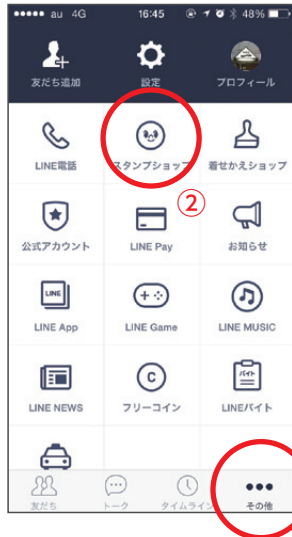 au 4G 16:45 48%
友だち追加 設定 プロフィール
LINE電話 スタンプショップ 着せかえショップ
②
公式アカウント LINE Pay お知らせ
LINE
LINE App LINE Game LINE MUSIC
C バイト
LINE NEWS フリーコイン LINEバイト
友だち トーク タイムライン その他